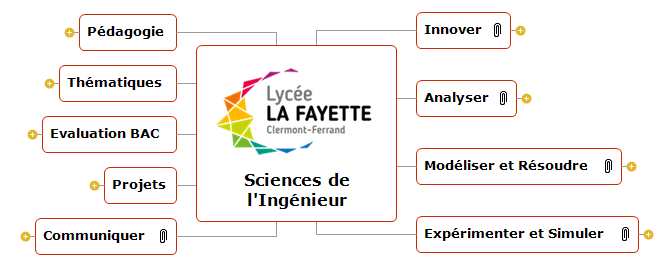 Pédagogie
Thématiques
Evaluation BAC
Projets
Communiquer
Lycée
LA FAYETTE
Clermont-Ferrand
Sciences de
l'Ingénieur
Innover
Analyser
Modéliser et Résoudre
Expérimenter et Simuler